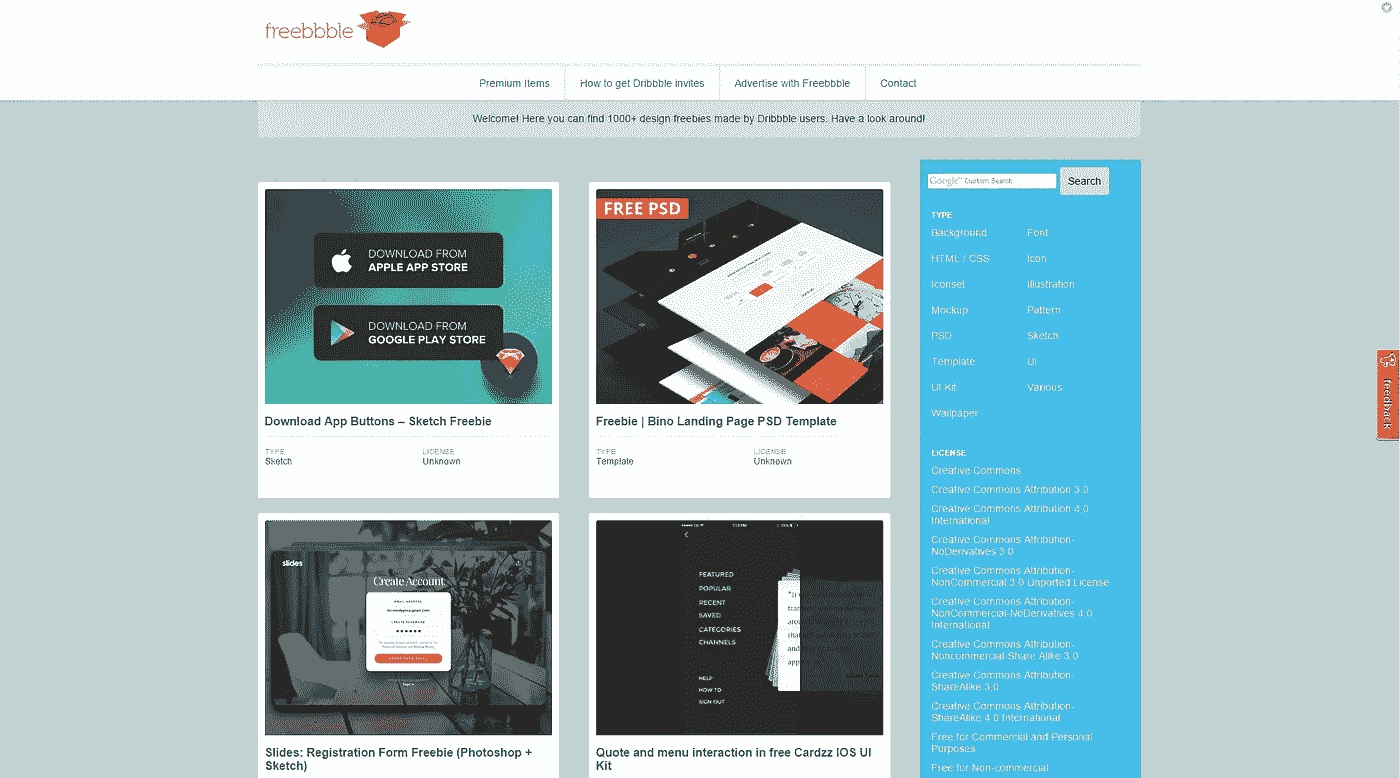 freebbble
Premium Items
How to get Dribbble invites
Advertise with Freebbble
Contact
Welcome! Here you can find 1000+ design freebies made by Dribbble users. Have a look around!
DOWNLOAD FROM
APPLE APP STORE
DOWNLOAD FROM
GOOGLE PLAY STORE
Download App Buttons – Sketch Freebie
TYPE
LICENSE
Sketch
Unknown
FREE PSD
Freebie | Bino Landing Page PSD Template
TYPE
LICENSE
Template
Unknown
slides
Create Account
EMAIL ADDRESS
CREATE PASSWORD
Slides: Registration Form Freebie (Photoshop +
Sketch)
FEATURED
POPULAR
RECENT
SAVED
CATEGORIES
CHANNELS
HELP
HOW TO
SIGN OUT
Quote and menu interaction in free Cardzz IOS UI
Kit
Google™ Custom Search
Search
TYPE
Background
Font
HTML / CSS
Icon
Iconset
Illustration
Mockup
Pattern
PSD
Sketch
Template
UI
UI Kit
Various
Wallpaper
LICENSE
Creative Commons
Creative Commons Attribution 3.0
Creative Commons Attribution 4.0
International
Creative Commons Attribution-
NoDerivatives 3.0
Creative Commons Attribution-
NonCommercial 3.0 Unported License
Creative Commons Attribution-
NonCommercial-NoDerivatives 4.0
International
Creative Commons Attribution-
Noncommercial-Share Alike 3.0
Creative Commons Attribution-
ShareAlike 3.0
Creative Commons Attribution-
ShareAlike 4.0 International
Free for Commercial and Personal
Purposes
Free for Non-commercial
feedback